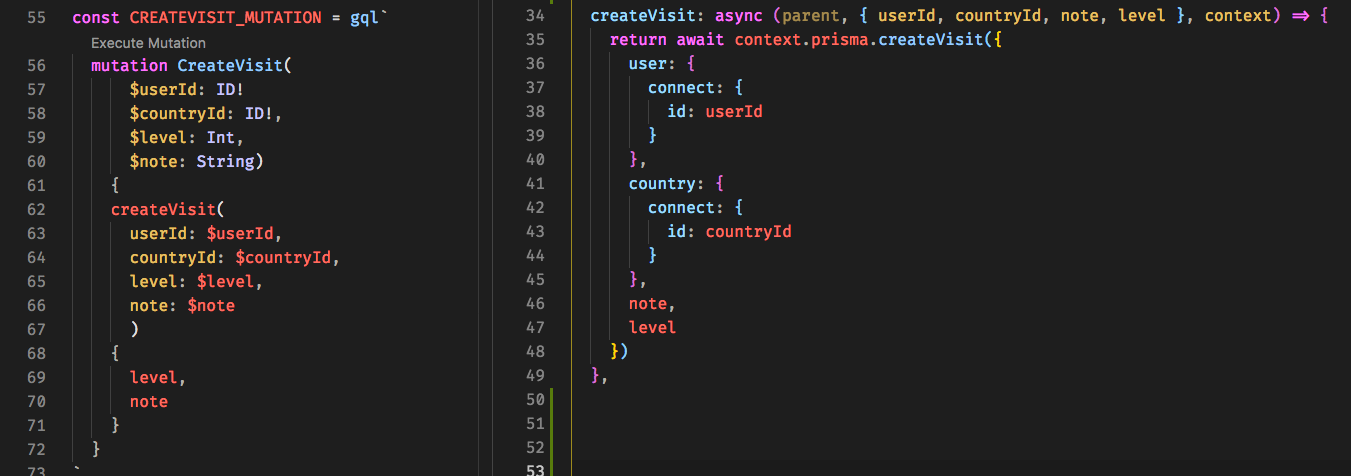 55 const CREATEVISIT_MUTATION = gql`
Execute Mutation
56 mutation CreateVisit(
57 $userId: ID!
58 $countryId: ID!,
59 $level: Int,
60 $note: String)
61 {
62 createVisit(
63 userId: $userId,
64 countryId: $countryId,
65 level: $level,
66 note: $note
67 )
68 {
69 level,
70 note
71 }
72 }
73 `
34 createVisit: async (parent, { userId, countryId, note, level }, context) => {
35 return await context.prisma.createVisit({
36 user: {
37 connect: {
38 id: userId
39 }
40 },
41 country: {
42 connect: {
43 id: countryId
44 }
45 },
46 note,
47 level
48 })
49 },
50
51
52
53